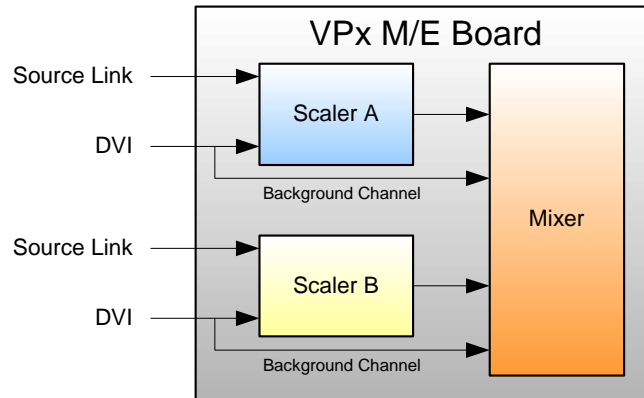 VPx M/E Board
Source Link
Scaler A
DVI
Background Channel
Mixer
Source Link
Scaler B
DVI
Background Channel